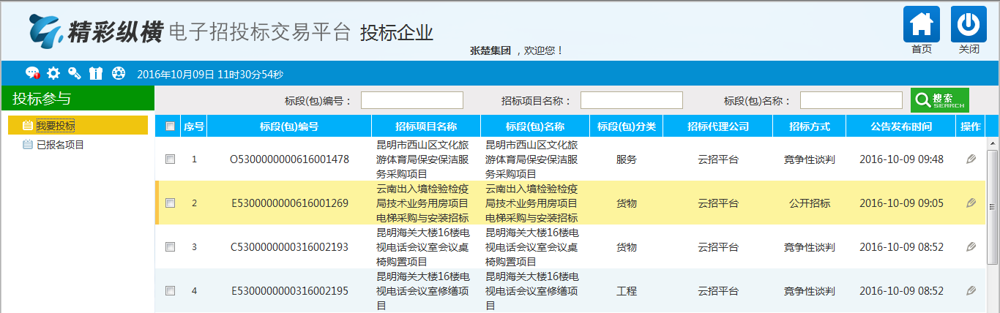 精彩纵横 电子招投标交易平台 投标企业
张楚集团 ，欢迎您！
首页
关闭
2016年10月09日 11时30分54秒
投标参与
标段(包)编号：
招标项目名称：
标段(包)名称：
搜索
SEARCH
我要投标
已报名项目
序号 标段(包)编号 招标项目名称 标段(包)名称 标段(包)分类 招标代理公司 招标方式 公告发布时间 操作
昆明市西山区文化旅 昆明市西山区文化旅
1 O5300000000616001478 游体育局保安保洁服 游体育局保安保洁服 服务 云招平台 竞争性谈判 2016-10-09 09:48
务采购项目 务采购项目
云南出入境检验检疫 云南出入境检验检疫
2 E5300000000616001269 局技术业务用房项目 局技术业务用房项目 货物 云招平台 公开招标 2016-10-09 09:05
电梯采购与安装招标 电梯采购与安装招标
昆明海关大楼16楼电 昆明海关大楼16楼电
3 C5300000000316002193 视电话会议室会议桌 视电话会议室会议桌 货物 云招平台 竞争性谈判 2016-10-09 08:52
椅购置项目 椅购置项目
昆明海关大楼16楼电 昆明海关大楼16楼电
4 E5300000000316002195 视电话会议室修缮项 视电话会议室修缮项 工程 云招平台 竞争性谈判 2016-10-09 08:52
目 目